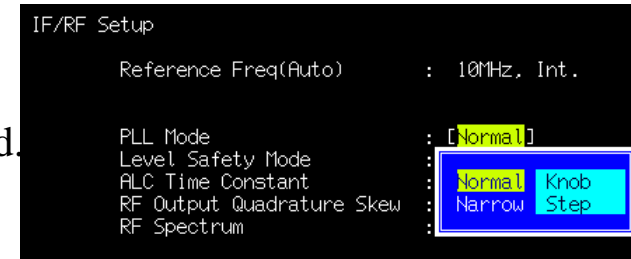 IF/RF Setup
Reference Freq(Auto) : 10MHz, Int.
d.
PLL Mode : [Normal]
Level Safety Mode :
ALC Time Constant : Normal Knob
RF Output Quadrature Skew : Narrow Step
RF Spectrum :